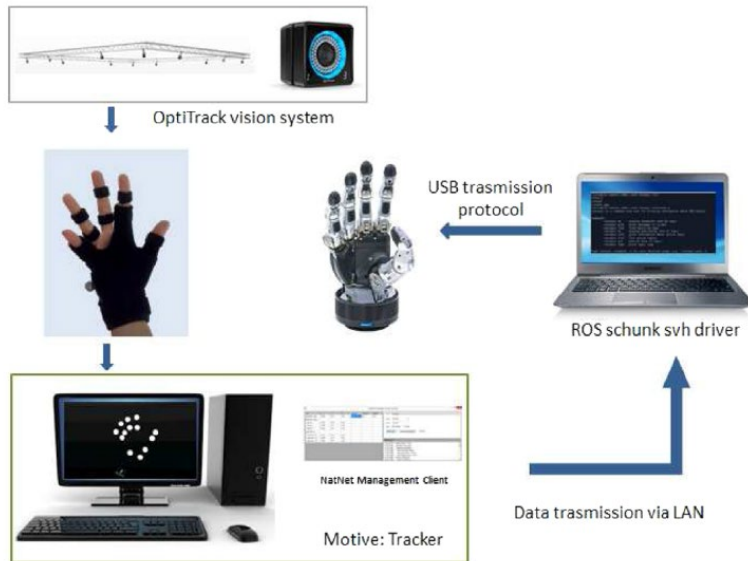 OptiTrack vision system
USB trasmission
protocol
ROS schunk svh driver
NatNet Management Client
Motive: Tracker
Data trasmission via LAN